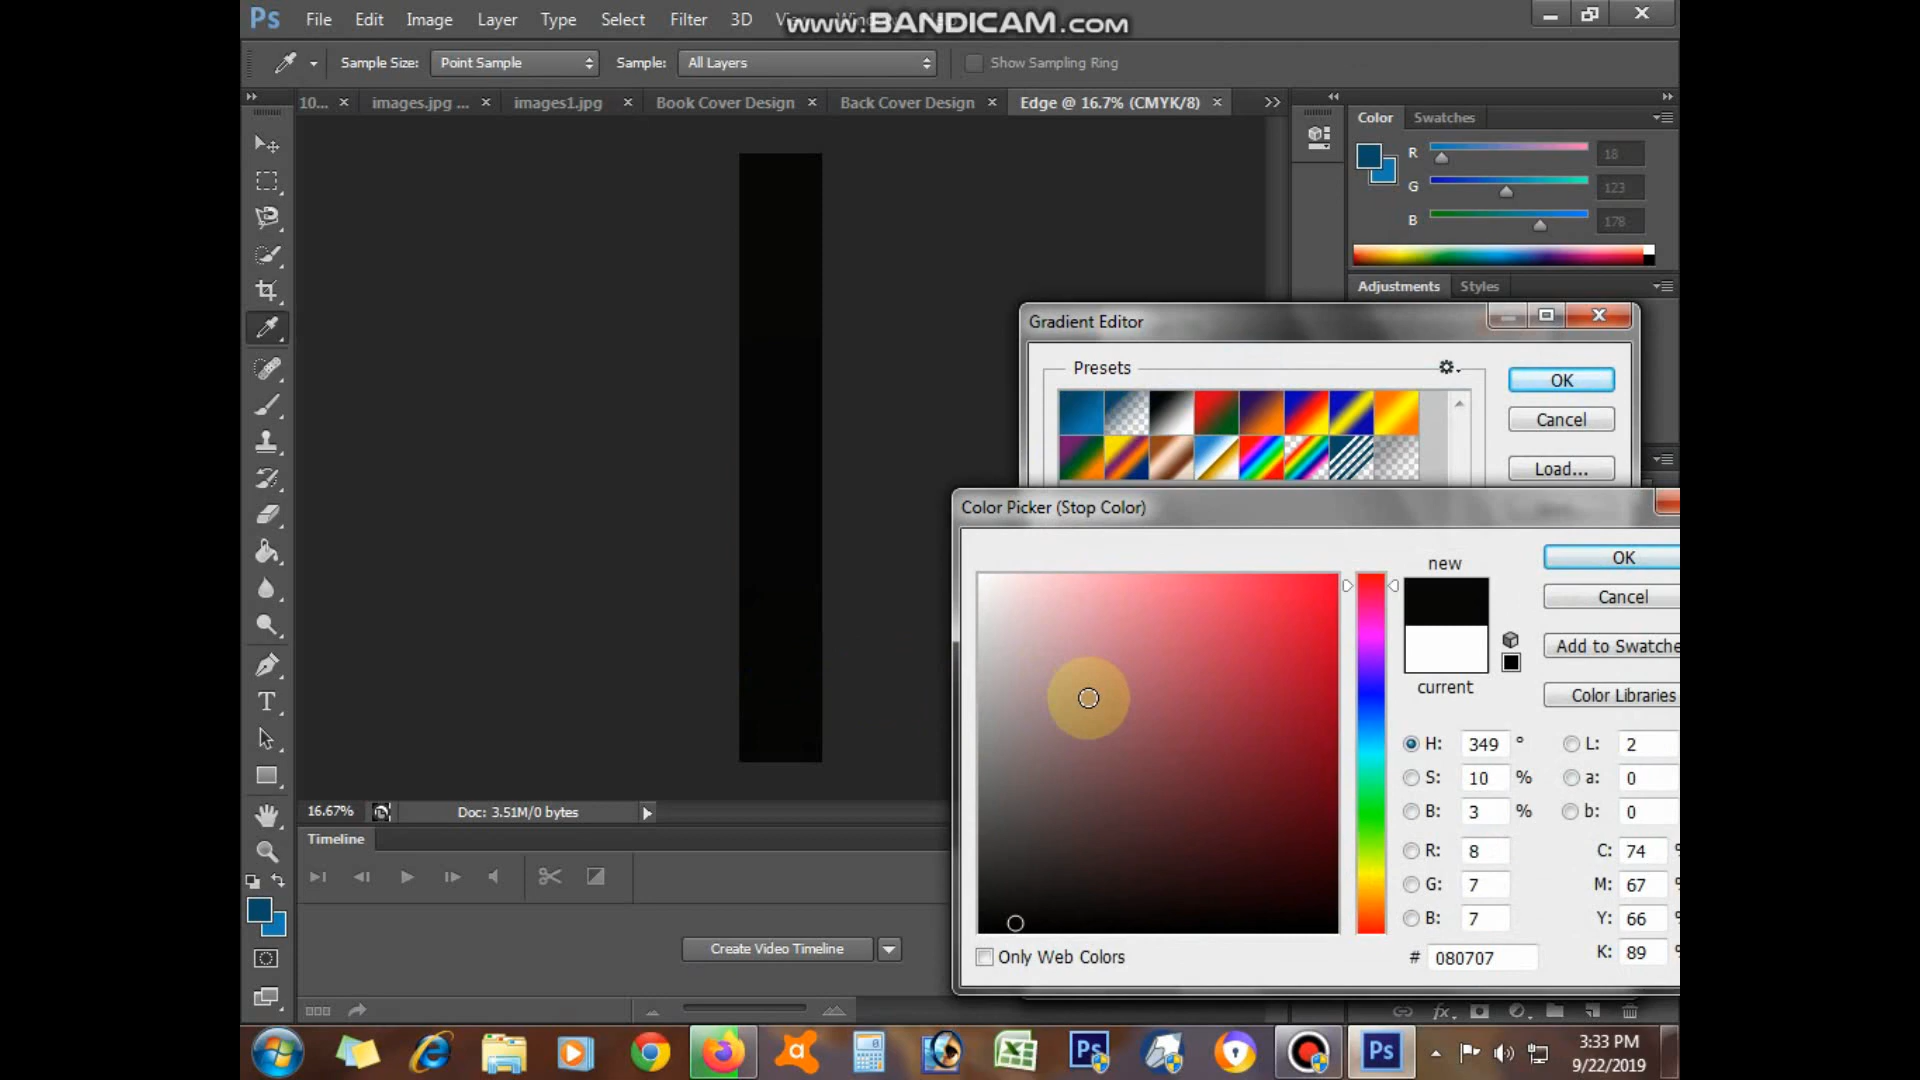 Ps File Edit Image Layer Type Select Filter 3D
www.BANDICAM.com
Sample Size: Point Sample Sample: All Layers Show Sampling Ring
10... × images.jpg ... × images1.jpg × Book Cover Design × Back Cover Design × Edge @ 16.7% (CMYK/8) ×
Color Swatches
R 18
G 123
B 178
Adjustments Styles
Gradient Editor
Presets
OK
Cancel
Load...
Color Picker (Stop Color)
new
current
OK
Cancel
Add to Swatche
Color Libraries
H: 349 ° L: 2
S: 10 % a: 0
B: 3 % b: 0
R: 8 C: 74
G: 7 M: 67
B: 7 Y: 66
# 080707 K: 89
Only Web Colors
16.67% Doc: 3.51M/0 bytes
Timeline
Create Video Timeline
3:33 PM
9/22/2019